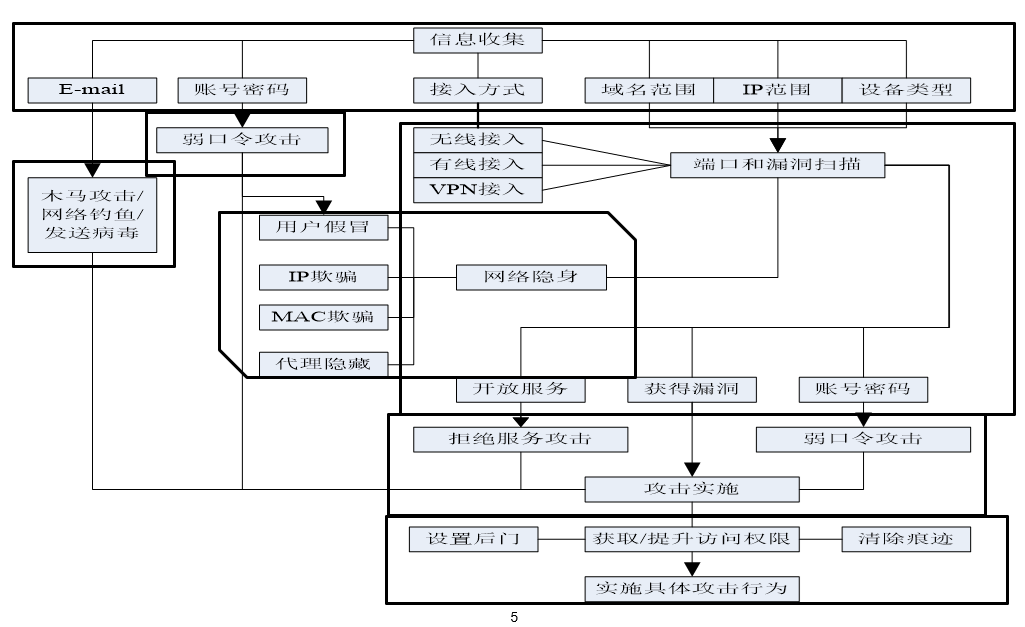 信息收集
E-mail
账号密码
接入方式
域名范围
IP范围
设备类型
弱口令攻击
无线接入
有线接入
VPN接入
端口和漏洞扫描
木马攻击/
网络钓鱼/
发送病毒
用户假冒
IP欺骗
网络隐身
MAC欺骗
代理隐藏
开放服务
获得漏洞
账号密码
拒绝服务攻击
弱口令攻击
攻击实施
设置后门
获取/提升访问权限
清除痕迹
实施具体攻击行为
5